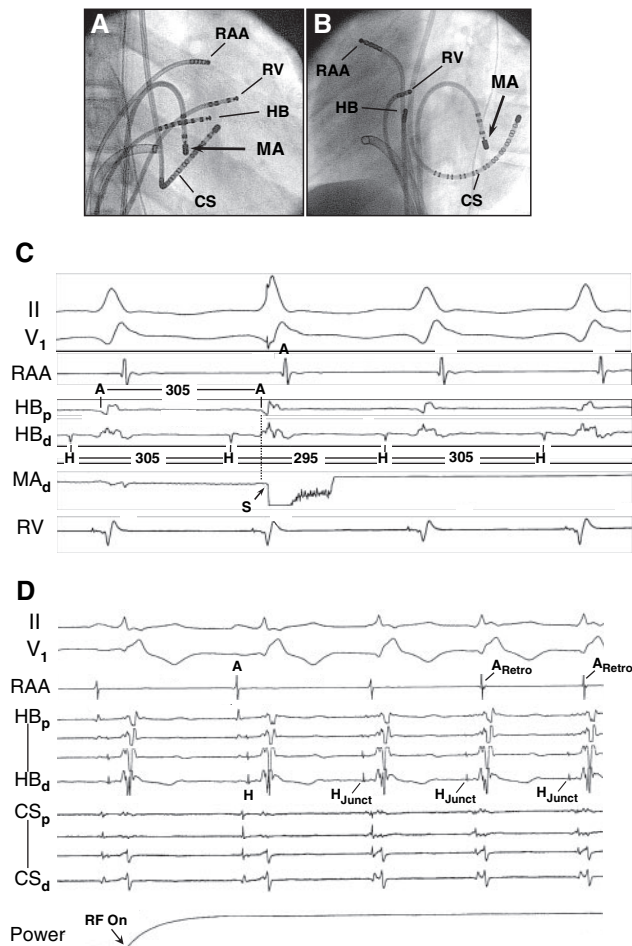 A
B
RAA
RV
HB
MA
CS
RAA
RV
HB
MA
CS
C
II
V1
A
RAA
A 305 A
HBp
HBd
H 305 H 295 H 305 H
MAd
S
RV
D
II
V1
A ARetro ARetro
RAA
HBp
HBd
H HJunct HJunct HJunct
CSp
CSd
RF On
Power